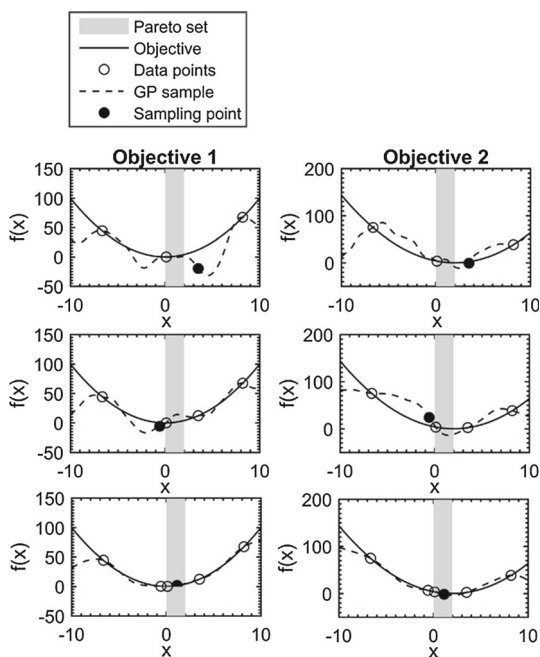 Pareto set
Objective
Data points
GP sample
Sampling point
Objective 1
Objective 2
150
100
50
0
-50
f(x)
-10
0
10
x
200
100
0
f(x)
-10
0
10
x
150
100
50
0
-50
f(x)
-10
0
10
x
200
100
0
f(x)
-10
0
10
x
150
100
50
0
-50
f(x)
-10
0
10
x
200
100
0
f(x)
-10
0
10
x